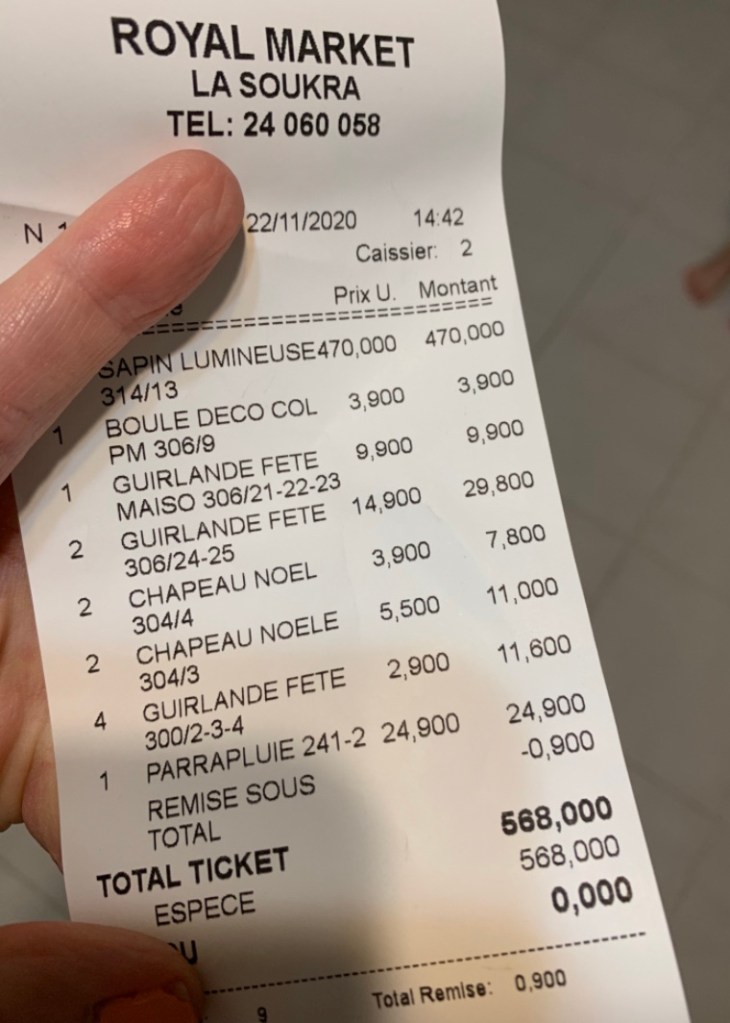 ROYAL MARKET
LA SOUKRA
TEL: 24 060 058
N 22/11/2020 14:42
Caissier: 2
Prix U. Montant
SAPIN LUMINEUSE 470,000 470,000
314/13
1 BOULE DECO COL 3,900 3,900
PM 306/9
1 GUIRLANDE FETE 9,900 9,900
MAISO 306/21-22-23
2 GUIRLANDE FETE 14,900 29,800
306/24-25
2 CHAPEAU NOEL 3,900 7,800
304/4
2 CHAPEAU NOELE 5,500 11,000
304/3
4 GUIRLANDE FETE 2,900 11,600
300/2-3-4
1 PARRAPLUIE 241-2 24,900 24,900
REMISE SOUS -0,900
TOTAL
TOTAL TICKET 568,000
ESPECE 568,000
0,000
9 Total Remise: 0,900